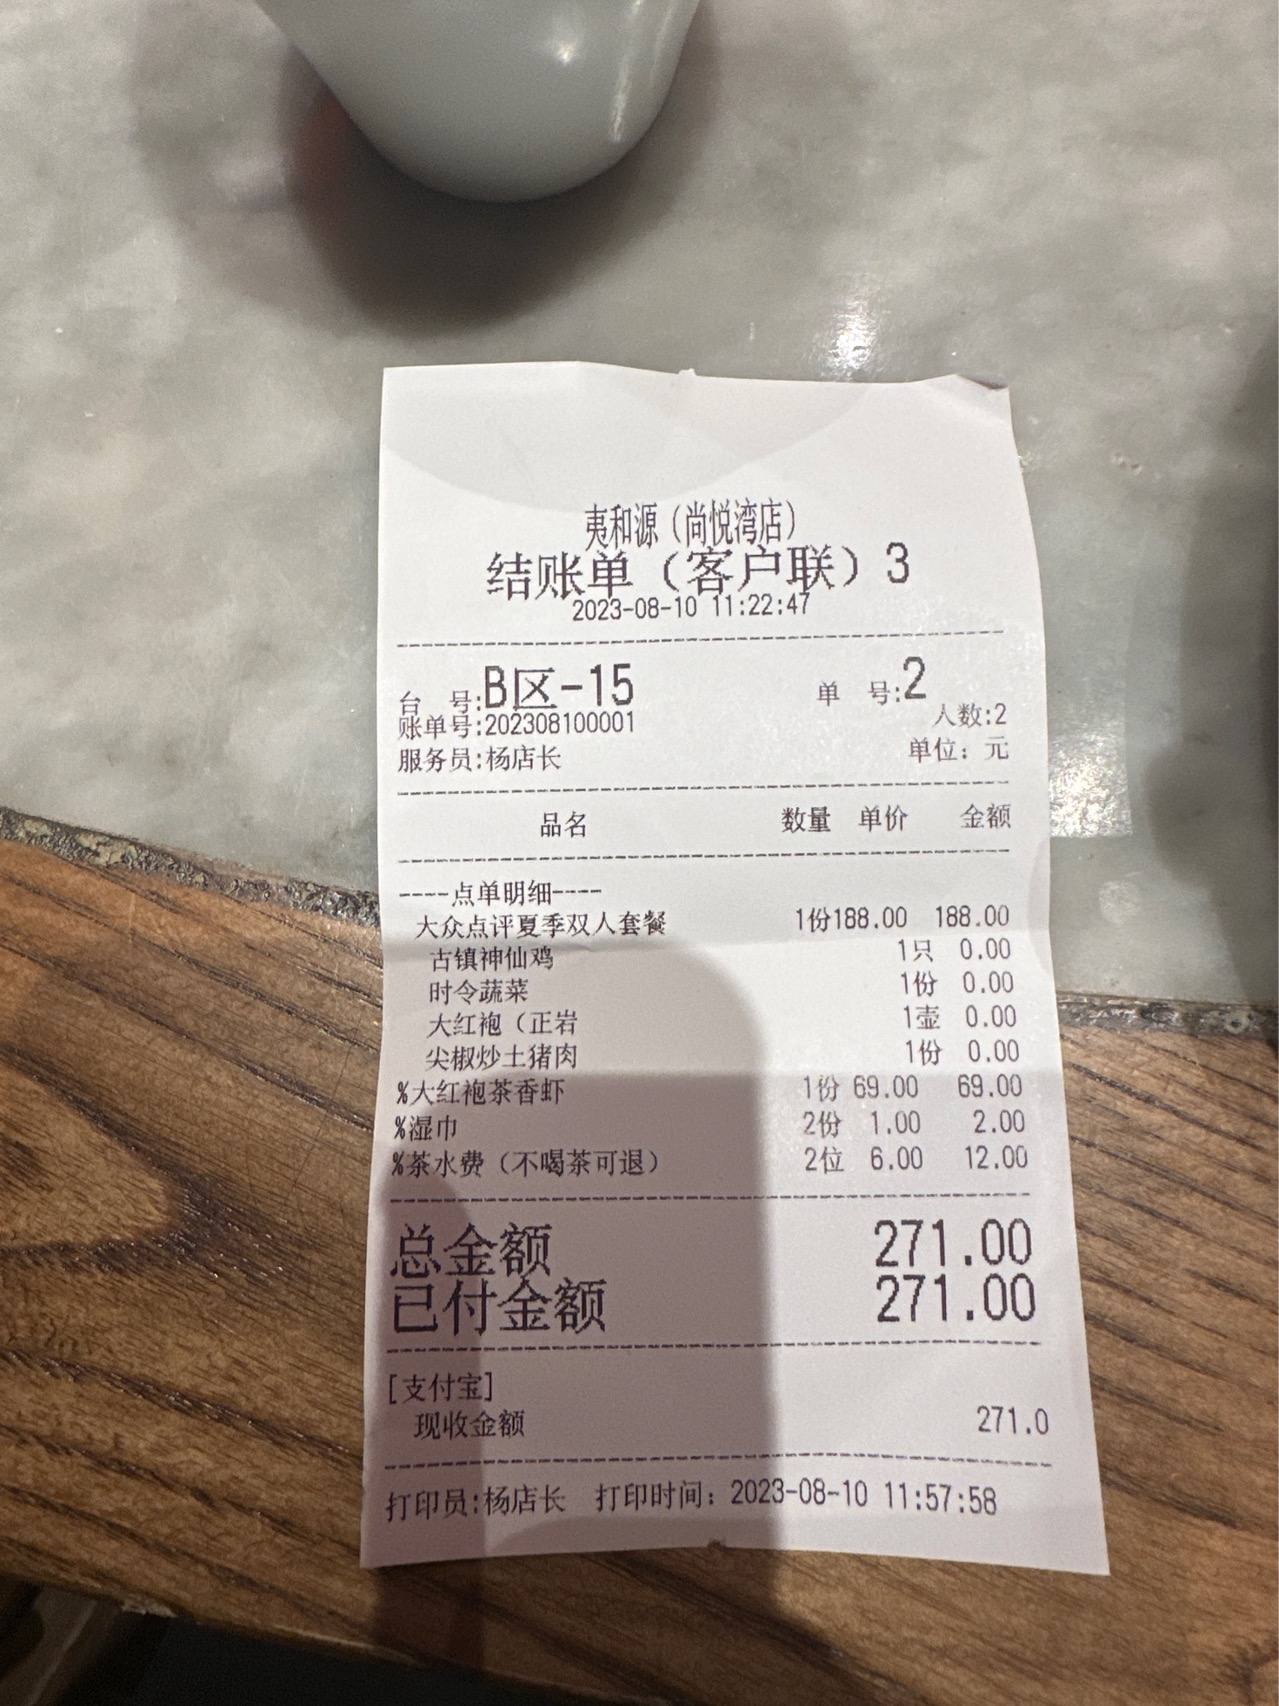 夷和源（尚悦湾店）
结账单（客户联）3
2023-08-10 11:22:47
台 号:B区-15 单 号:2
账单号:202308100001 人数:2
服务员:杨店长 单位：元
品名 数量 单价 金额
----点单明细----
大众点评夏季双人套餐 1份188.00 188.00
古镇神仙鸡 1只 0.00
时令蔬菜 1份 0.00
大红袍（正岩 1壶 0.00
尖椒炒土猪肉 1份 0.00
%大红袍茶香虾 1份 69.00 69.00
%湿巾 2份 1.00 2.00
%茶水费（不喝茶可退） 2位 6.00 12.00
总金额 271.00
已付金额 271.00
[支付宝]
现收金额 271.0
打印员:杨店长 打印时间：2023-08-10 11:57:58